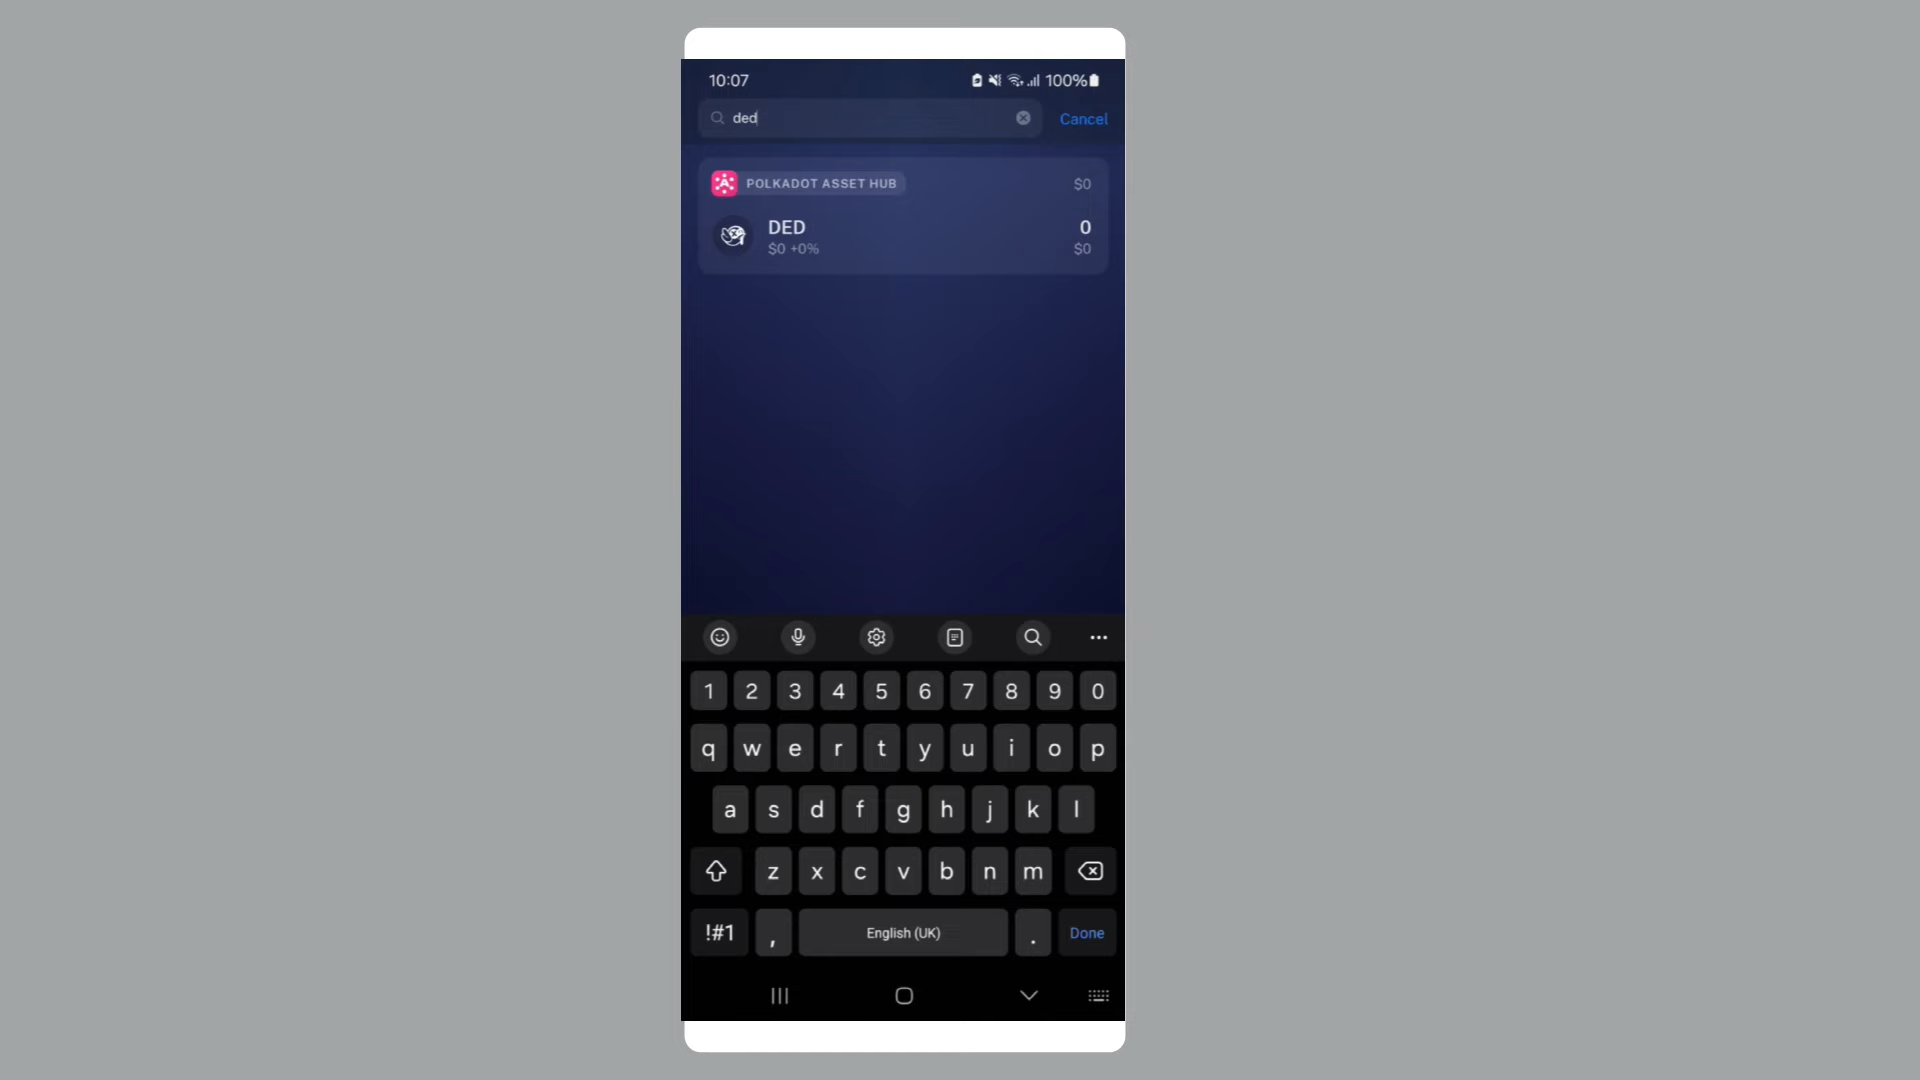 10:07
100%
ded
Cancel
POLKADOT ASSET HUB
$0
DED
0
$0 +0%
$0
1 2 3 4 5 6 7 8 9 0
q w e r t y u i o p
a s d f g h j k l
z x c v b n m
!#1 , English (UK) . Done